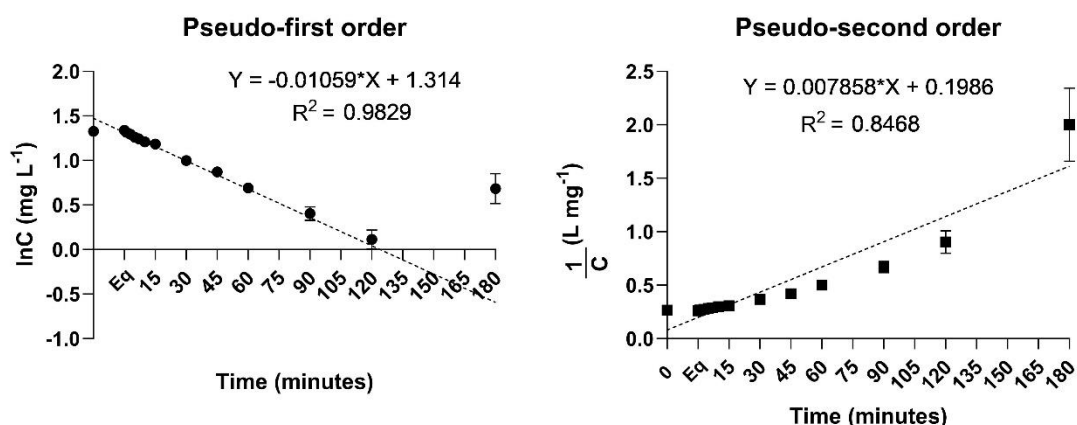 Pseudo-first order
Y = -0.01059*X + 1.314
R² = 0.9829
lnC (mg L⁻¹)
2.0
1.5
1.0
0.5
0.0
-0.5
-1.0
Eq 15 30 45 60 75 90 105 120 135 150 165 180
Time (minutes)
Pseudo-second order
Y = 0.007858*X + 0.1986
R² = 0.8468
1
C (L mg⁻¹)
2.5
2.0
1.5
1.0
0.5
0.0
0 Eq 15 30 45 60 75 90 105 120 135 150 165 180
Time (minutes)